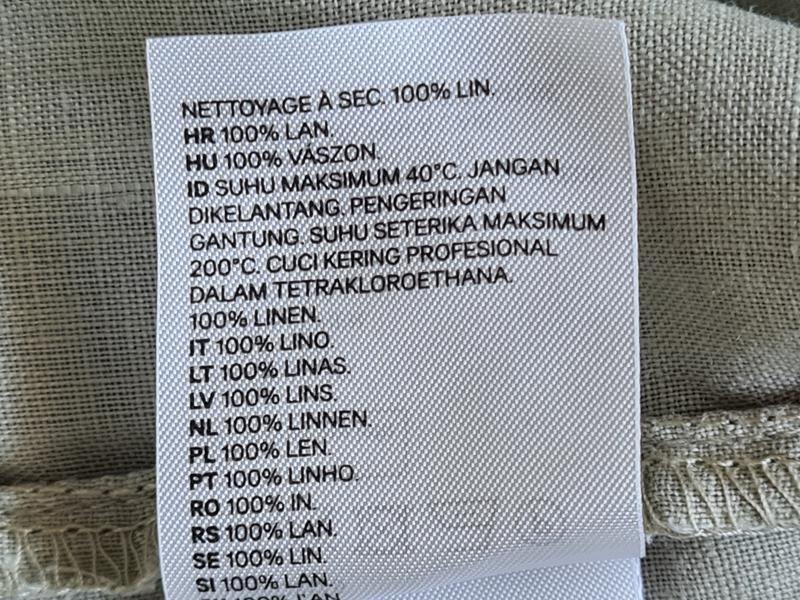 NETTOYAGE À SEC. 100% LIN.
HR 100% LAN.
HU 100% VÁSZON.
ID SUHU MAKSIMUM 40°C. JANGAN
DIKELANTANG. PENGERINGAN
GANTUNG. SUHU SETERIKA MAKSIMUM
200°C. CUCI KERING PROFESIONAL
DALAM TETRAKLOROETHANA.
100% LINEN.
IT 100% LINO.
LT 100% LINAS.
LV 100% LINS.
NL 100% LINNEN.
PL 100% LEN.
PT 100% LINHO.
RO 100% IN.
RS 100% LAN.
SE 100% LIN.
SI 100% LAN.